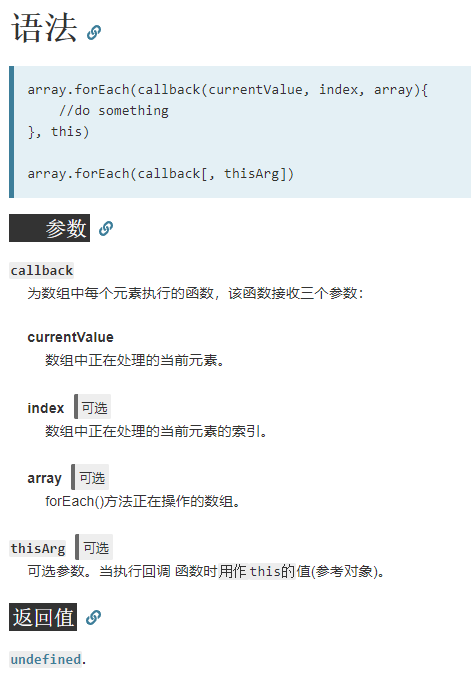 语法
array.forEach(callback(currentValue, index, array){
    //do something
}, this)
array.forEach(callback[, thisArg])
参数
callback
为数组中每个元素执行的函数，该函数接收三个参数：
currentValue
数组中正在处理的当前元素。
index 可选
数组中正在处理的当前元素的索引。
array 可选
forEach()方法正在操作的数组。
thisArg 可选
可选参数。当执行回调 函数时用作this的值(参考对象)。
返回值
undefined.